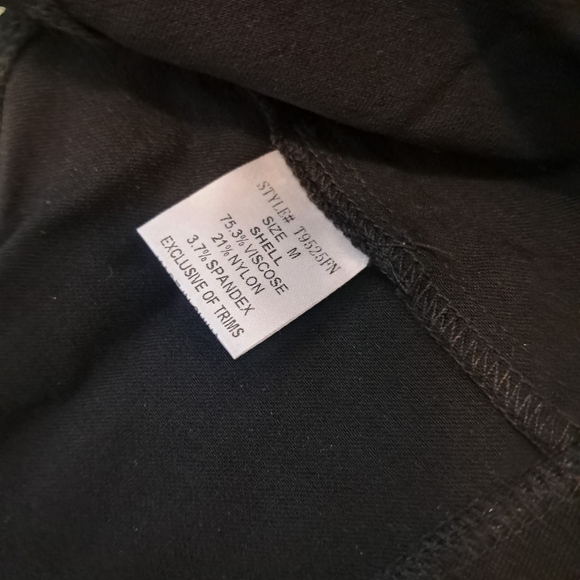 STYLE# T9525FN
SIZE M
SHELL
75.3% VISCOSE
21% NYLON
3.7% SPANDEX
EXCLUSIVE OF TRIMS